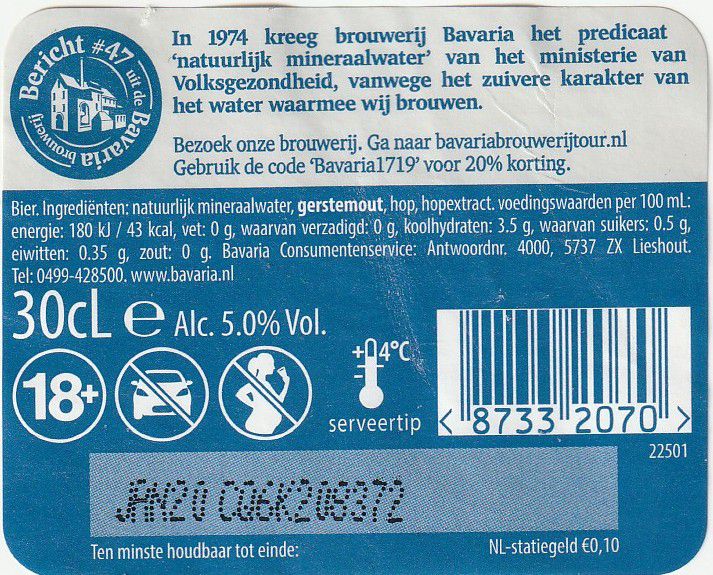 Bericht #47 uit de Bavaria brouwerij
In 1974 kreeg brouwerij Bavaria het predicaat
‘natuurlijk mineraalwater’ van het ministerie van
Volksgezondheid, vanwege het zuivere karakter van
het water waarmee wij brouwen.
Bezoek onze brouwerij. Ga naar bavariabrouwerijtour.nl
Gebruik de code ‘Bavaria1719’ voor 20% korting.
Bier. Ingrediënten: natuurlijk mineraalwater, gerstemout, hop, hopextract. voedingswaarden per 100 mL:
energie: 180 kJ / 43 kcal, vet: 0 g, waarvan verzadigd: 0 g, koolhydraten: 3.5 g, waarvan suikers: 0.5 g,
eiwitten: 0.35 g, zout: 0 g. Bavaria Consumentenservice: Antwoordnr. 4000, 5737 ZX Lieshout.
Tel: 0499-428500. www.bavaria.nl
30cL e Alc. 5.0% Vol.
18+
+ 4°C
-
serveertip
< 8733 2070 >
22501
JAN20 C06K208372
Ten minste houdbaar tot einde:
NL-statiegeld €0,10